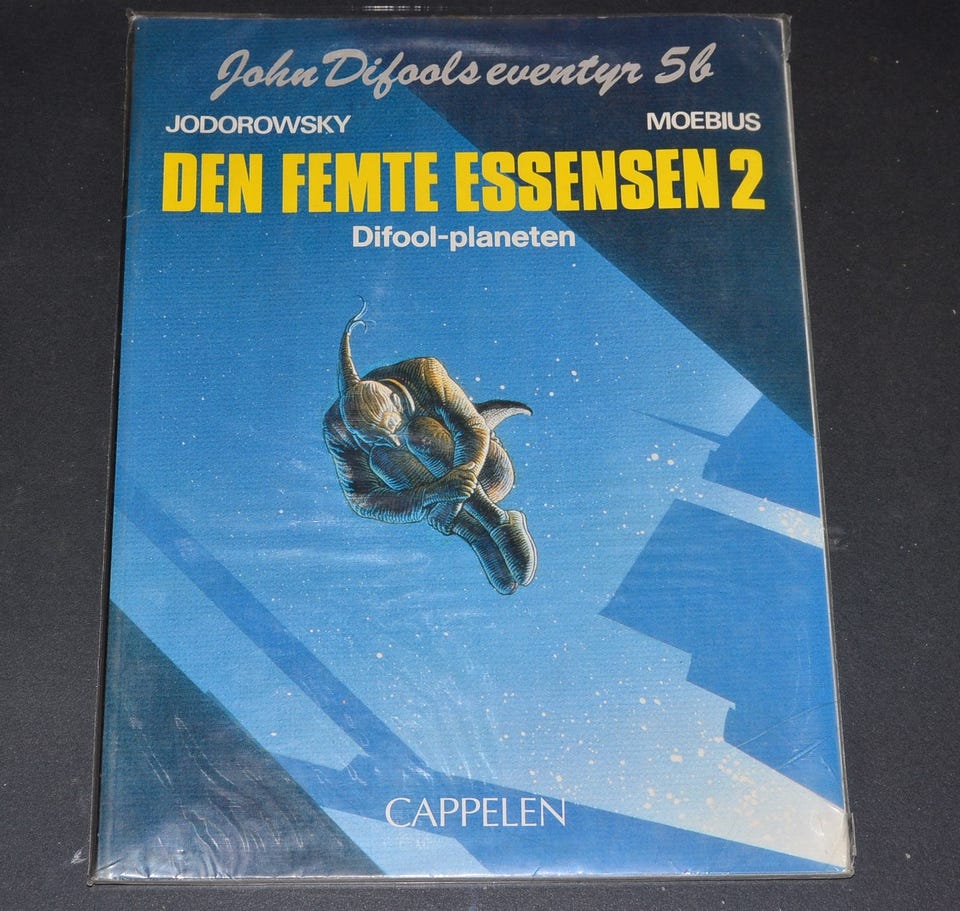 John Difools eventyr 5b
JODOROWSKY MOEBIUS
DEN FEMTE ESSENSEN 2
Difool-planeten
CAPPELEN